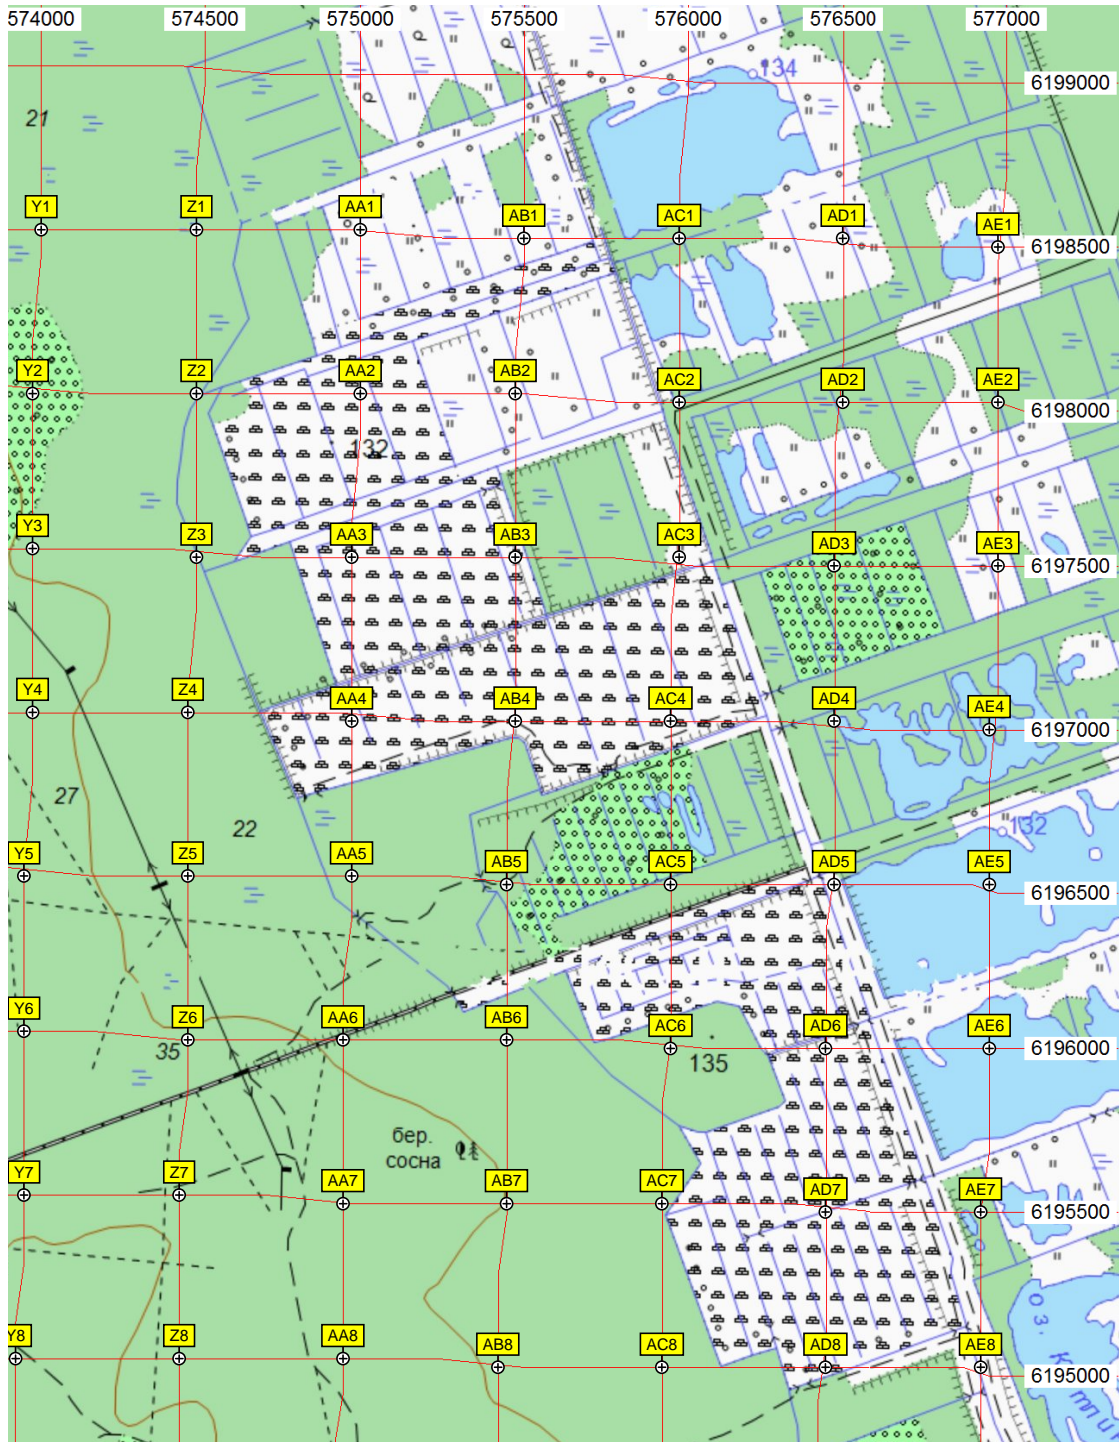 574000 574500 575000 575500 576000 576500 577000
134
6199000
21
Y1 Z1 AA1 AB1 AC1 AD1 AE1
6198500
Y2 Z2 AA2 AB2 AC2 AD2 AE2
6198000
132
Y3 Z3 AA3 AB3 AC3 AD3 AE3
6197500
Y4 Z4 AA4 AB4 AC4 AD4 AE4
6197000
27
22
132
Y5 Z5 AA5 AB5 AC5 AD5 AE5
6196500
Y6 Z6 AA6 AB6 AC6 AD6 AE6
6196000
35
135
бер.
сосна
Y7 Z7 AA7 AB7 AC7 AD7 AE7
6195500
оз.
Y8 Z8 AA8 AB8 AC8 AD8 AE8
6195000